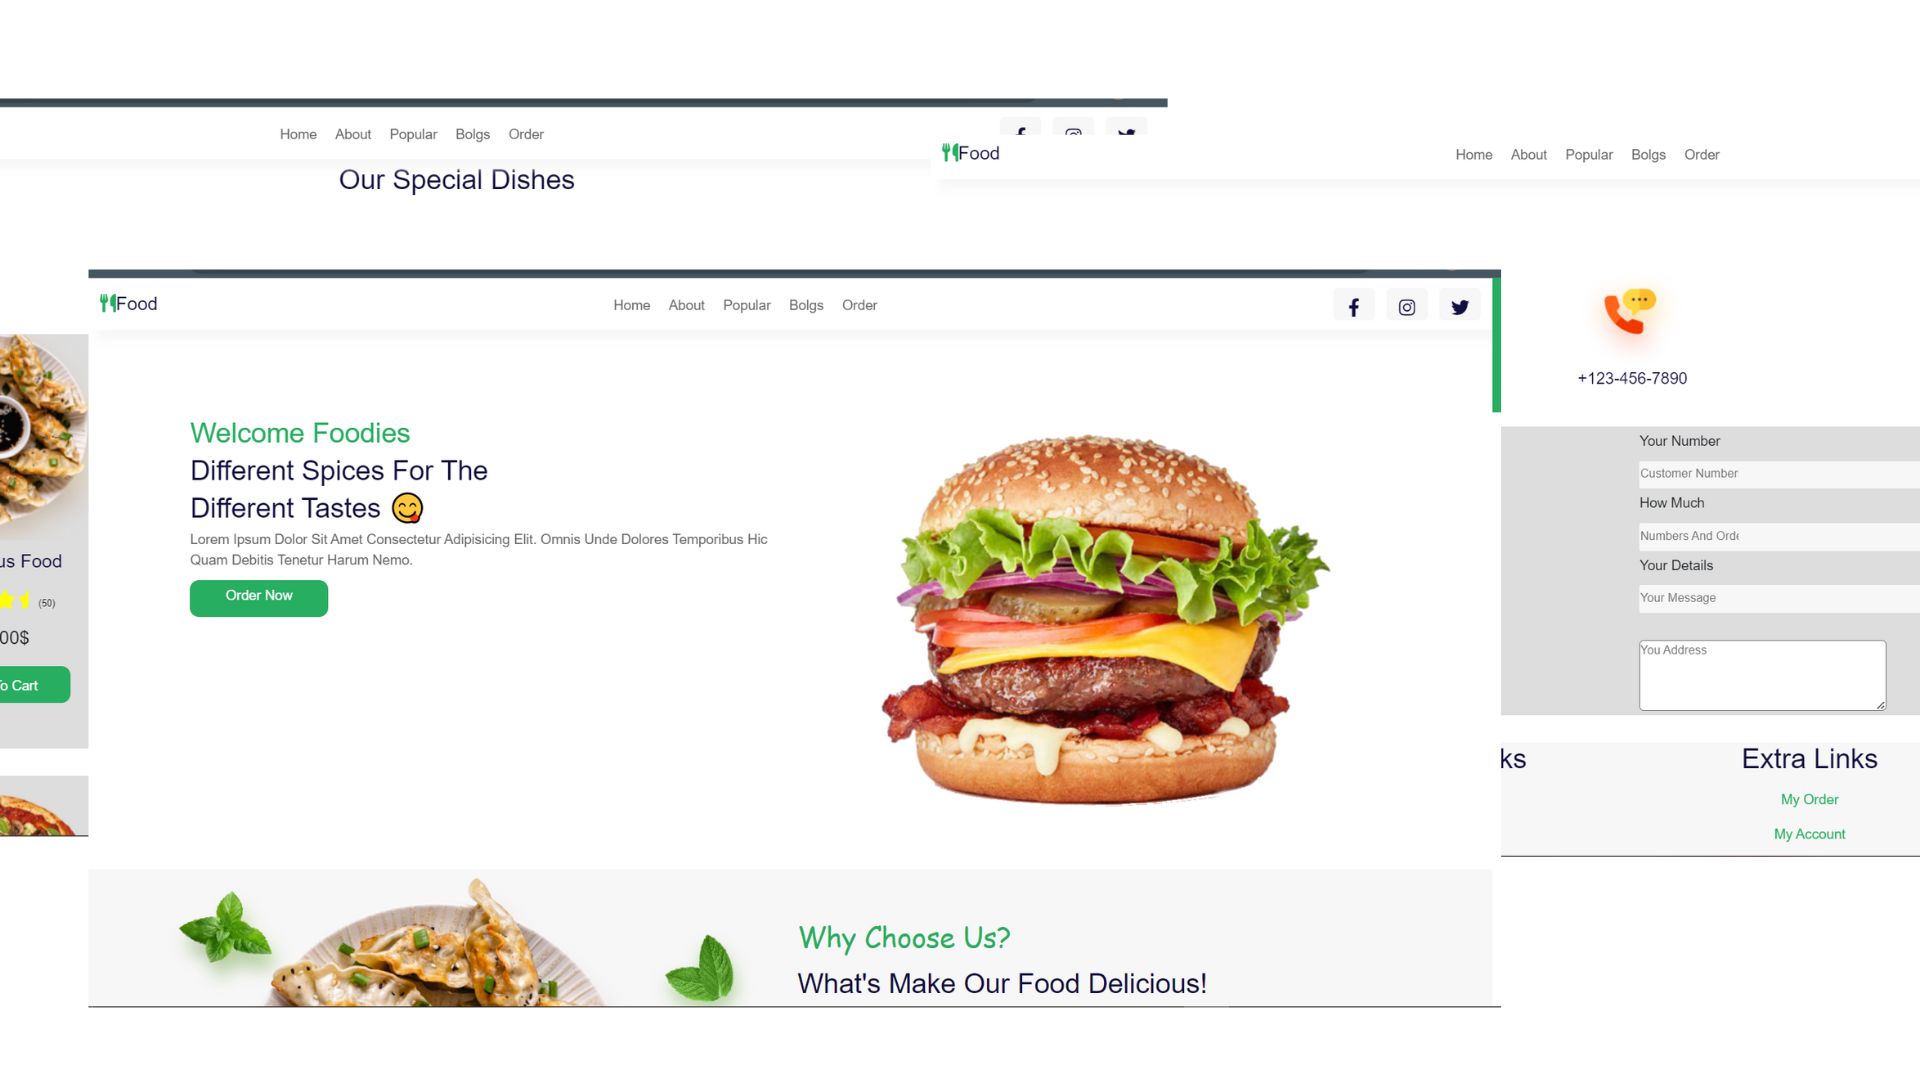 Home About Popular Bolgs Order
Our Special Dishes
Food
Home About Popular Bolgs Order
Food
Home About Popular Bolgs Order
Welcome Foodies
Different Spices For The
Different Tastes 😋
Lorem Ipsum Dolor Sit Amet Consectetur Adipisicing Elit. Omnis Unde Dolores Temporibus Hic
Quam Debitis Tenetur Harum Nemo.
Order Now
Why Choose Us?
What's Make Our Food Delicious!
us Food
(50)
00$
To Cart
+123-456-7890
Your Number
Customer Number
How Much
Numbers And Orde
Your Details
Your Message
You Address
ks
Extra Links
My Order
My Account